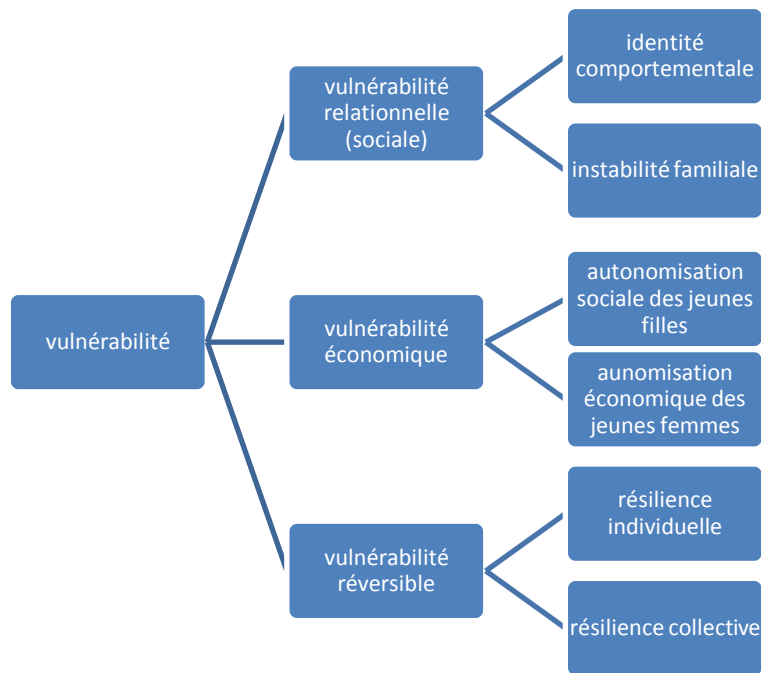 identité
comportementale
vulnérabilité
relationnelle
(sociale)
instabilité familiale
autonomisation
sociale des jeunes
filles
vulnérabilité
vulnérabilité
économique
aunomisation
économique des
jeunes femmes
résilience
individuelle
vulnérabilité
réversible
résilience collective